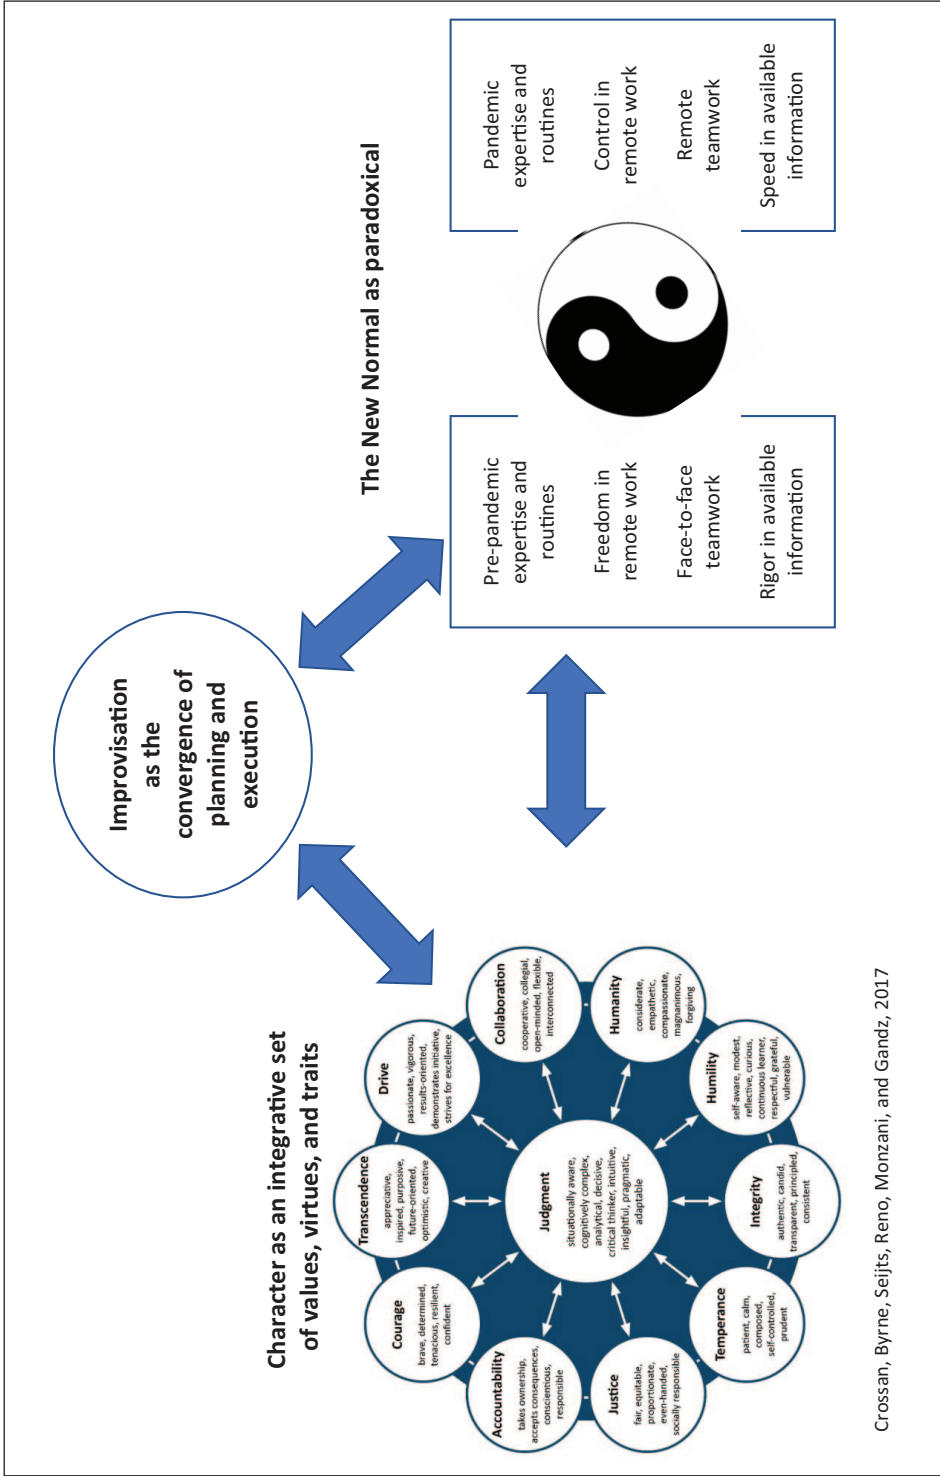 Improvisation
as the
convergence of
planning and
execution
Character as an integrative set
of values, virtues, and traits
The New Normal as paradoxical
Transcendence
appreciative,
inspired, purposive,
future-oriented,
optimistic, creative
Drive
passionate, vigorous,
results-oriented,
demonstrates initiative,
strives for excellence
Collaboration
cooperative, collegial,
open-minded, flexible,
interconnected
Humanity
considerate,
empathetic,
compassionate,
magnanimous,
forgiving
Humility
self-aware, modest,
reflective, curious,
continuous learner,
respectful, grateful,
vulnerable
Integrity
authentic, candid,
transparent, principled,
consistent
Temperance
patient, calm,
composed,
self-controlled,
prudent
Justice
fair, equitable,
proportionate,
even-handed,
socially responsible
Accountability
takes ownership,
accepts consequences,
conscientious,
responsible
Courage
brave, determined,
tenacious, resilient,
confident
Judgment
situationally aware,
cognitively complex,
analytical, decisive,
critical thinker, intuitive,
insightful, pragmatic,
adaptable
Pre-pandemic
expertise and
routines
Freedom in
remote work
Face-to-face
teamwork
Rigor in available
information
Pandemic
expertise and
routines
Control in
remote work
Remote
teamwork
Speed in available
information
Crossan, Byrne, Seijts, Reno, Monzani, and Gandz, 2017